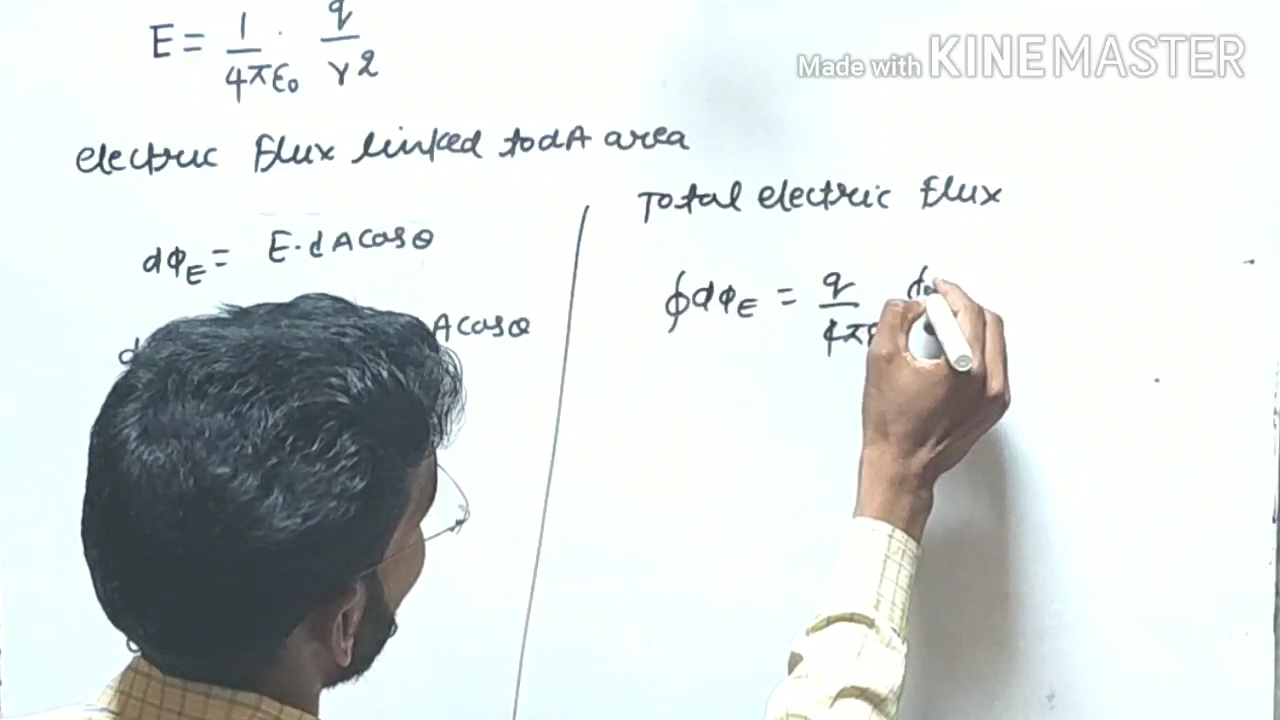 E = 1/4πε₀ · q/r2
Made with KINEMASTER
electric flux linked to dA area
Total electric flux
dφE = E·dA cosθ
∮dφE = q/4π
A cosθ